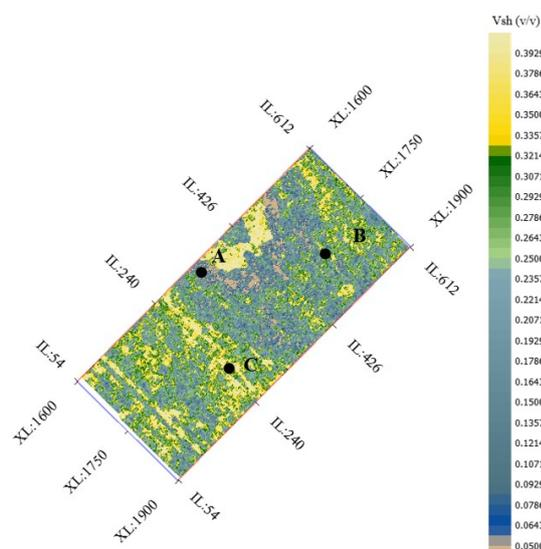 Vsh (v/v)
0.3929
0.3786
0.3643
0.3500
0.3357
0.3214
0.3071
0.2929
0.2786
0.2643
0.2500
0.2357
0.2214
0.2071
0.1929
0.1786
0.1643
0.1500
0.1357
0.1214
0.1071
0.0929
0.0786
0.0643
0.0500
XL:1600
IL:612
XL:1750
IL:426
XL:1900
B
A
IL:612
IL:240
IL:426
IL:54
C
XL:1600
IL:240
XL:1750
XL:1900
IL:54